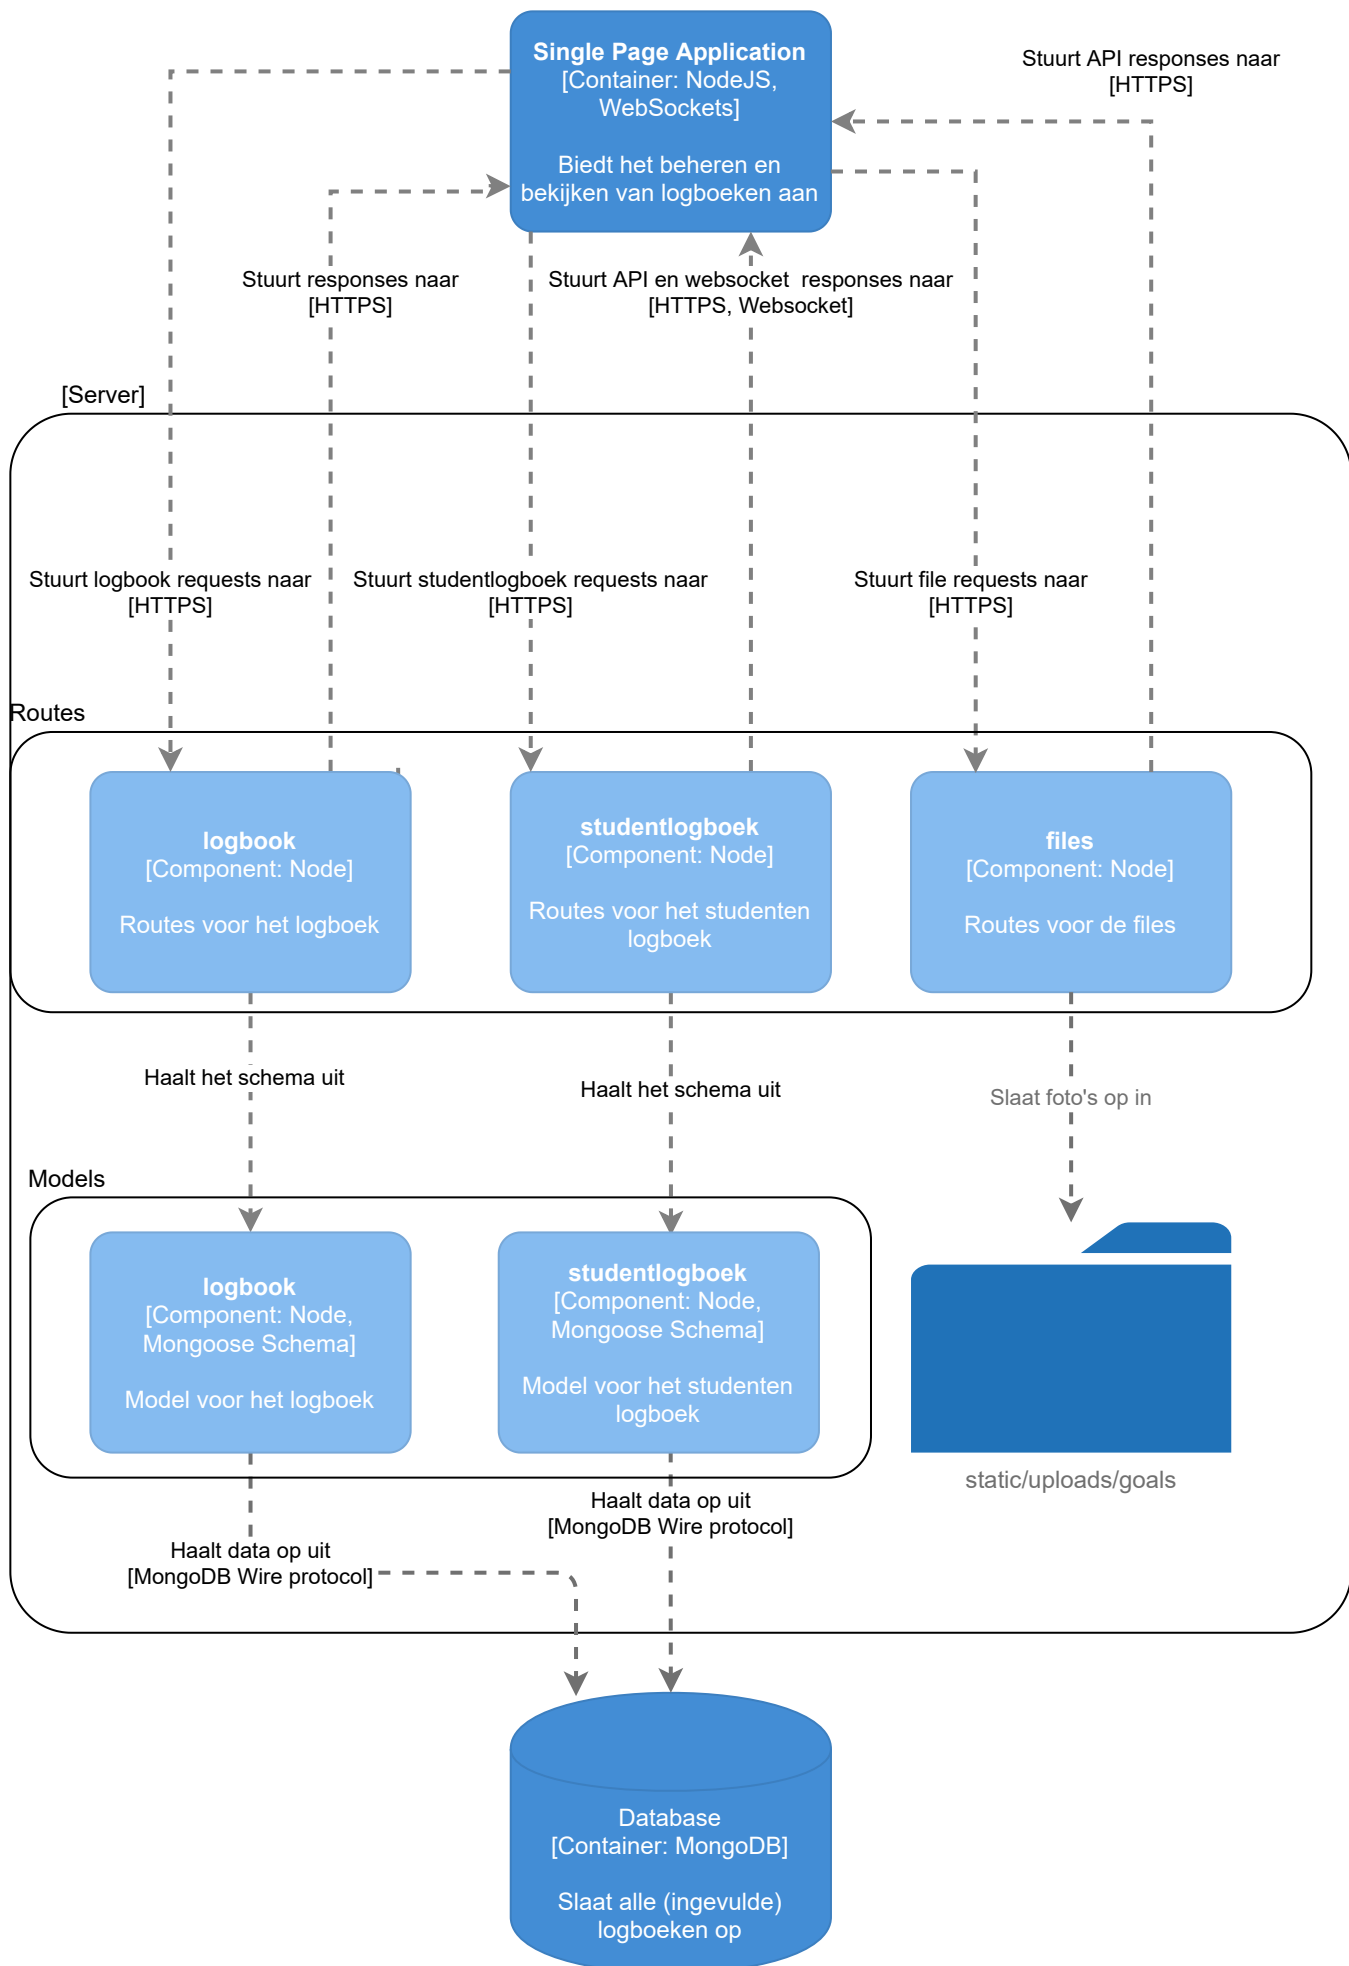 Single Page Application
[Container: NodeJS,
WebSockets]
Biedt het beheren en
bekijken van logboeken aan
Stuurt API responses naar
[HTTPS]
Stuurt responses naar
[HTTPS]
Stuurt API en websocket  responses naar
[HTTPS, Websocket]
[Server]
Stuurt logbook requests naar
[HTTPS]
Stuurt studentlogboek requests naar
[HTTPS]
Stuurt file requests naar
[HTTPS]
Routes
logbook
[Component: Node]
Routes voor het logboek
studentlogboek
[Component: Node]
Routes voor het studenten
logboek
files
[Component: Node]
Routes voor de files
Haalt het schema uit
Haalt het schema uit
Slaat foto's op in
Models
logbook
[Component: Node,
Mongoose Schema]
Model voor het logboek
studentlogboek
[Component: Node,
Mongoose Schema]
Model voor het studenten
logboek
static/uploads/goals
Haalt data op uit
[MongoDB Wire protocol]
Haalt data op uit
[MongoDB Wire protocol]
Database
[Container: MongoDB]
Slaat alle (ingevulde)
logboeken op